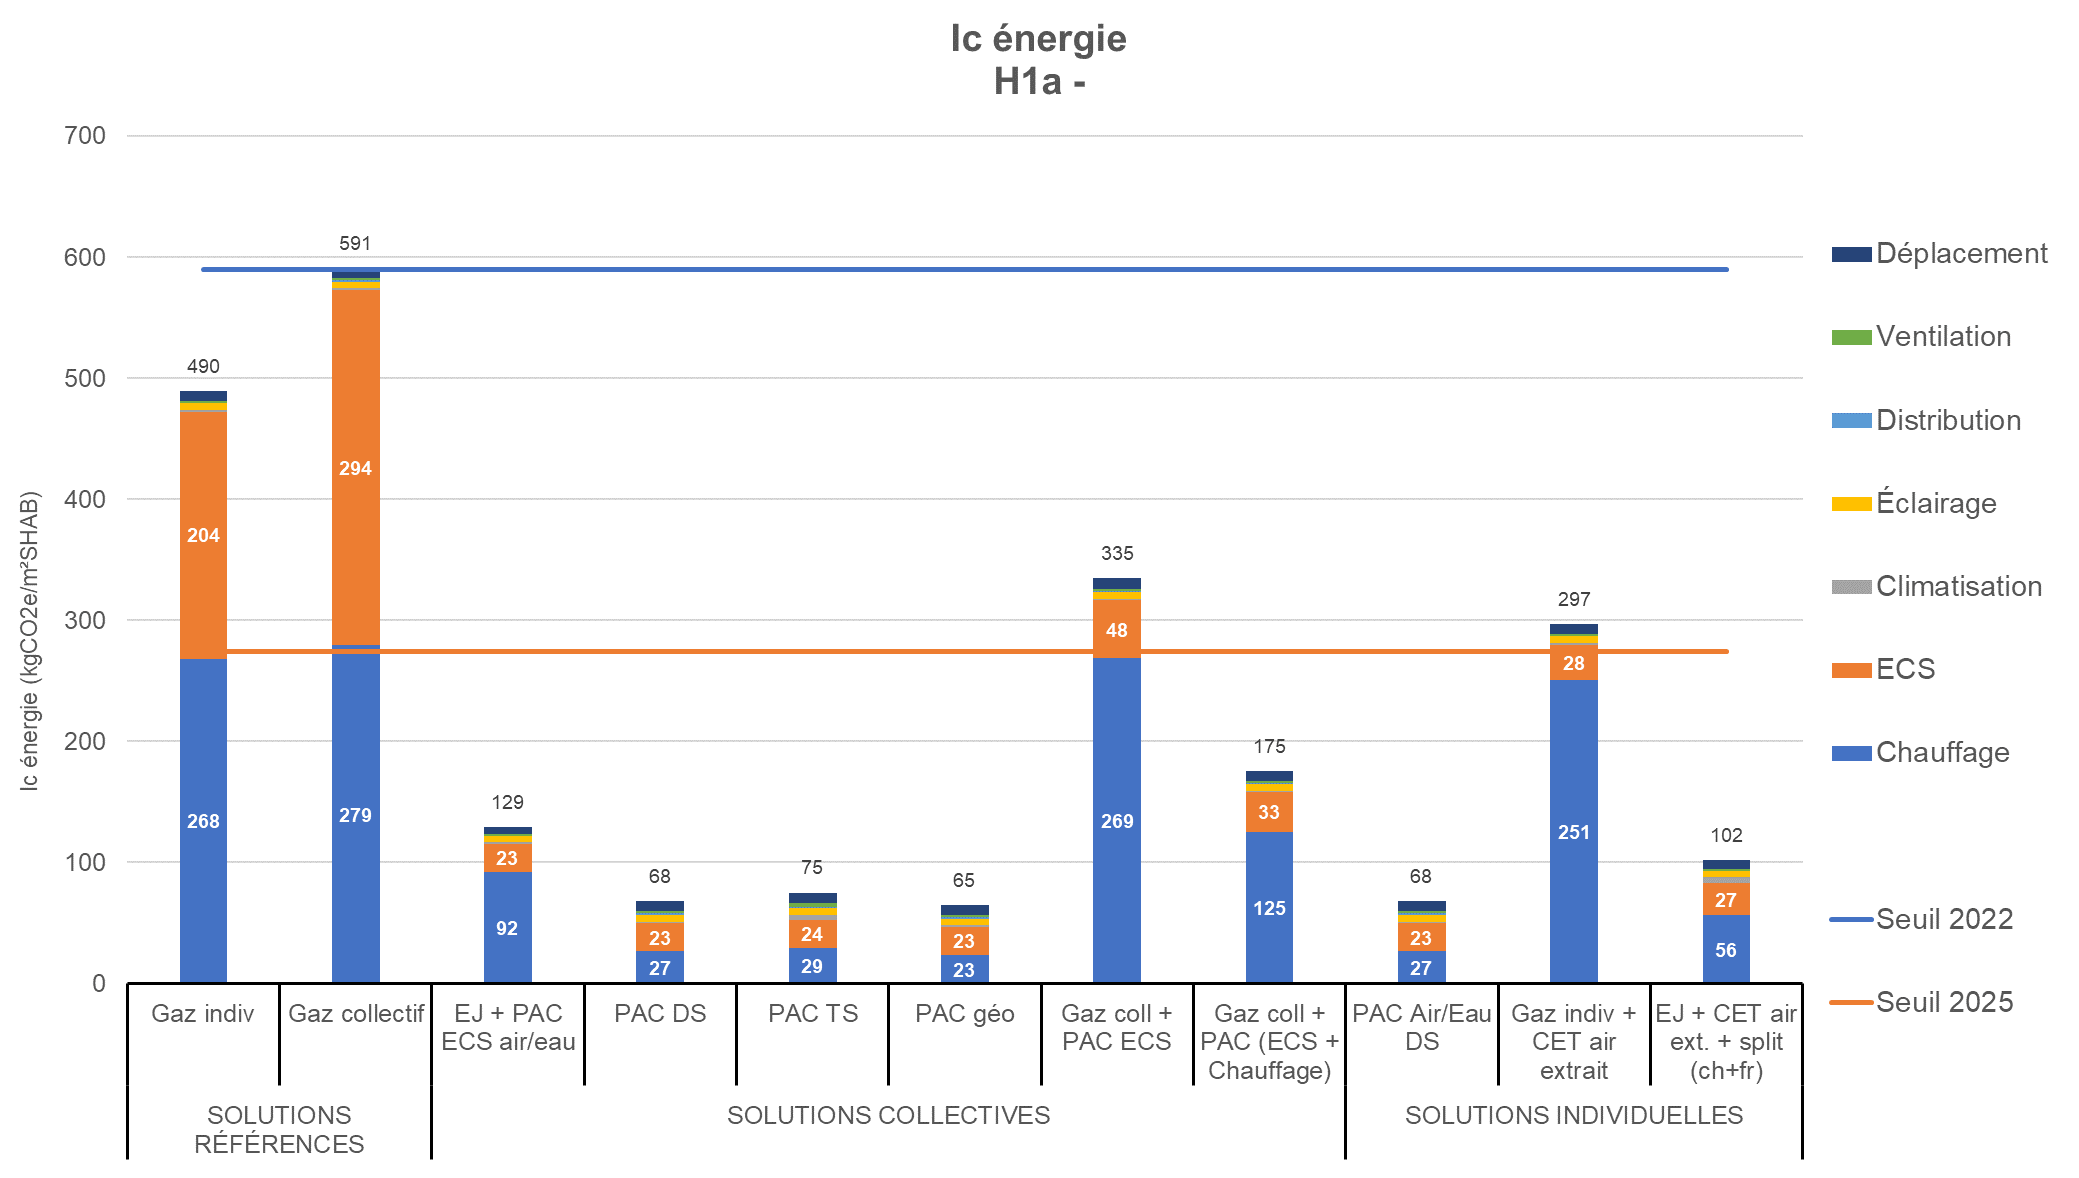 Ic énergie
H1a -
Ic énergie (kgCO2e/m²SHAB)
700
600
500
400
300
200
100
0
490
204
268
591
294
279
129
23
92
68
23
27
75
24
29
65
23
23
335
48
269
175
33
125
68
23
27
297
28
251
102
27
56
Gaz indiv
Gaz collectif
EJ + PAC
ECS air/eau
PAC DS
PAC TS
PAC géo
Gaz coll +
PAC ECS
Gaz coll +
PAC (ECS +
Chauffage)
PAC Air/Eau
DS
Gaz indiv +
CET air
extrait
EJ + CET air
ext. + split
(ch+fr)
SOLUTIONS
RÉFÉRENCES
SOLUTIONS COLLECTIVES
SOLUTIONS INDIVIDUELLES
Déplacement
Ventilation
Distribution
Éclairage
Climatisation
ECS
Chauffage
Seuil 2022
Seuil 2025